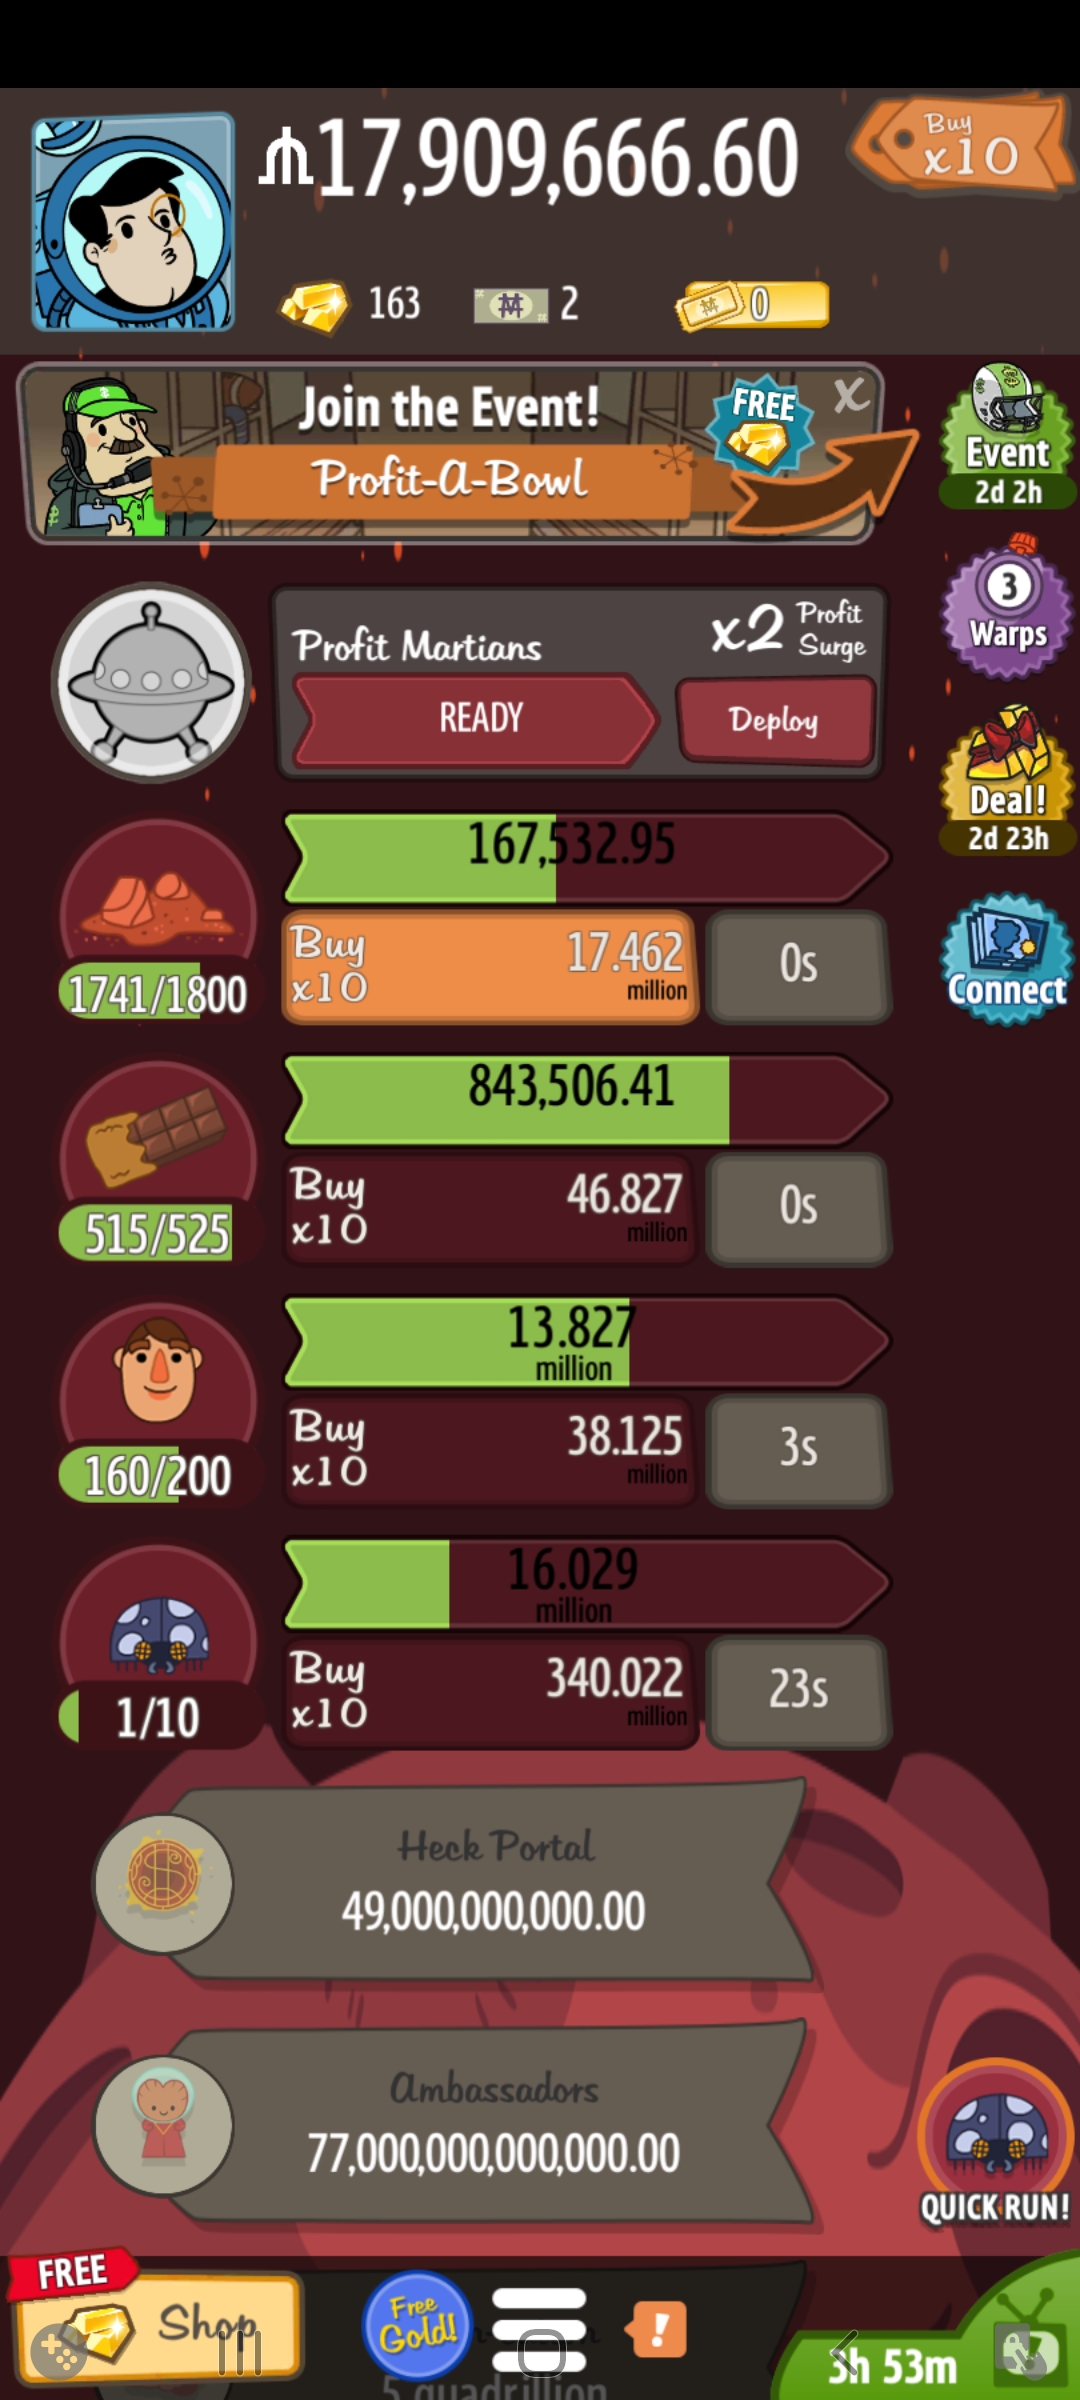 ₼17,909,666.60
Buy
x10
163
2
0
Join the Event!
Profit-A-Bowl
FREE
X
Event
2d 2h
3
Warps
Profit Martians
x2 Profit
Surge
READY
Deploy
Deal!
2d 23h
167,532.95
1741/1800
Buy
x10
17.462
million
0s
Connect
843,506.41
515/525
Buy
x10
46.827
million
0s
13.827
million
160/200
Buy
x10
38.125
million
3s
16.029
million
1/10
Buy
x10
340.022
million
23s
Heck Portal
49,000,000,000.00
Ambassadors
77,000,000,000,000.00
QUICK RUN!
FREE
Shop
Free
Gold!
!
3h 53m
5 quadrillion